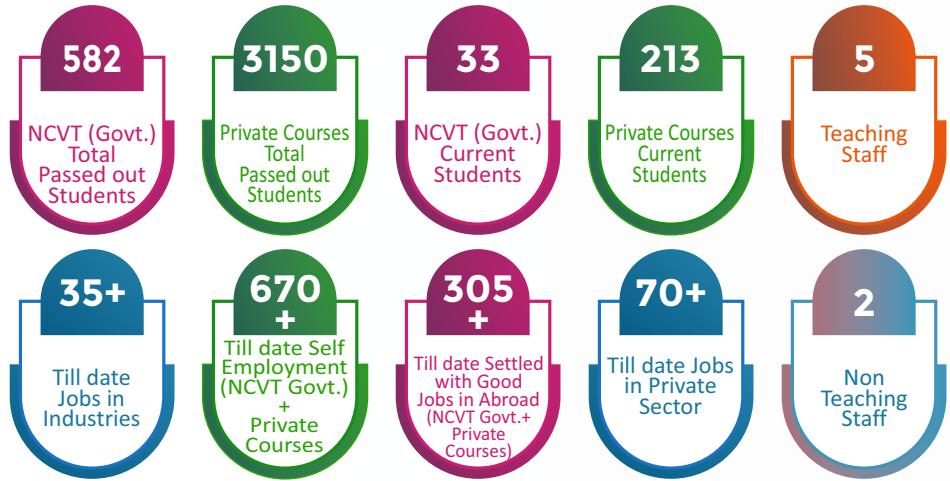 582
NCVT (Govt.)
Total
Passed out
Students
3150
Private Courses
Total
Passed out
Students
33
NCVT (Govt.)
Current
Students
213
Private Courses
Current
Students
5
Teaching
Staff
35+
Till date
Jobs in
Industries
670
+
Till date Self
Employment
(NCVT Govt.)
+
Private
Courses
305
+
Till date Settled
with Good
Jobs in Abroad
(NCVT Govt.+
Private
Courses)
70+
Till date Jobs
in Private
Sector
2
Non
Teaching
Staff